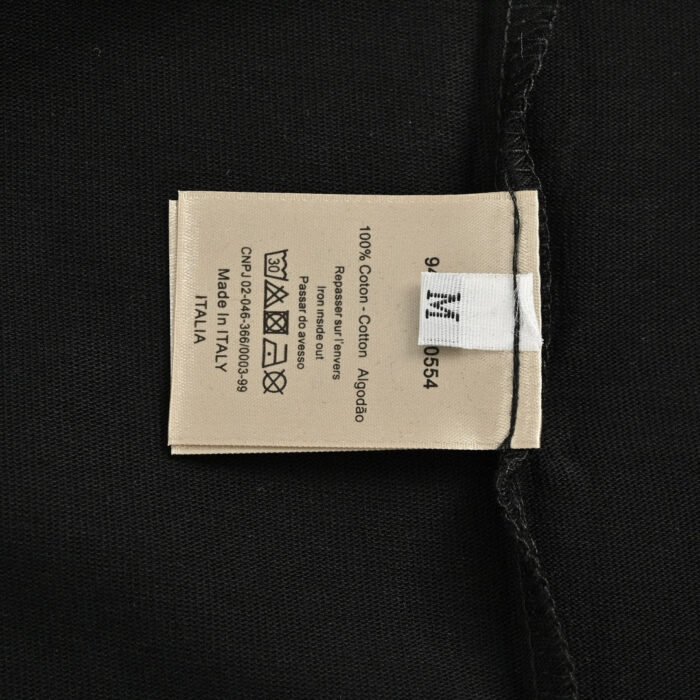 M
94 0554
100% Coton - Cotton Algodão
Repasser sur l'envers
Iron inside out
Passar do avesso
30
CNPJ 02-046-366/0003-99
Made In ITALY
ITALIA